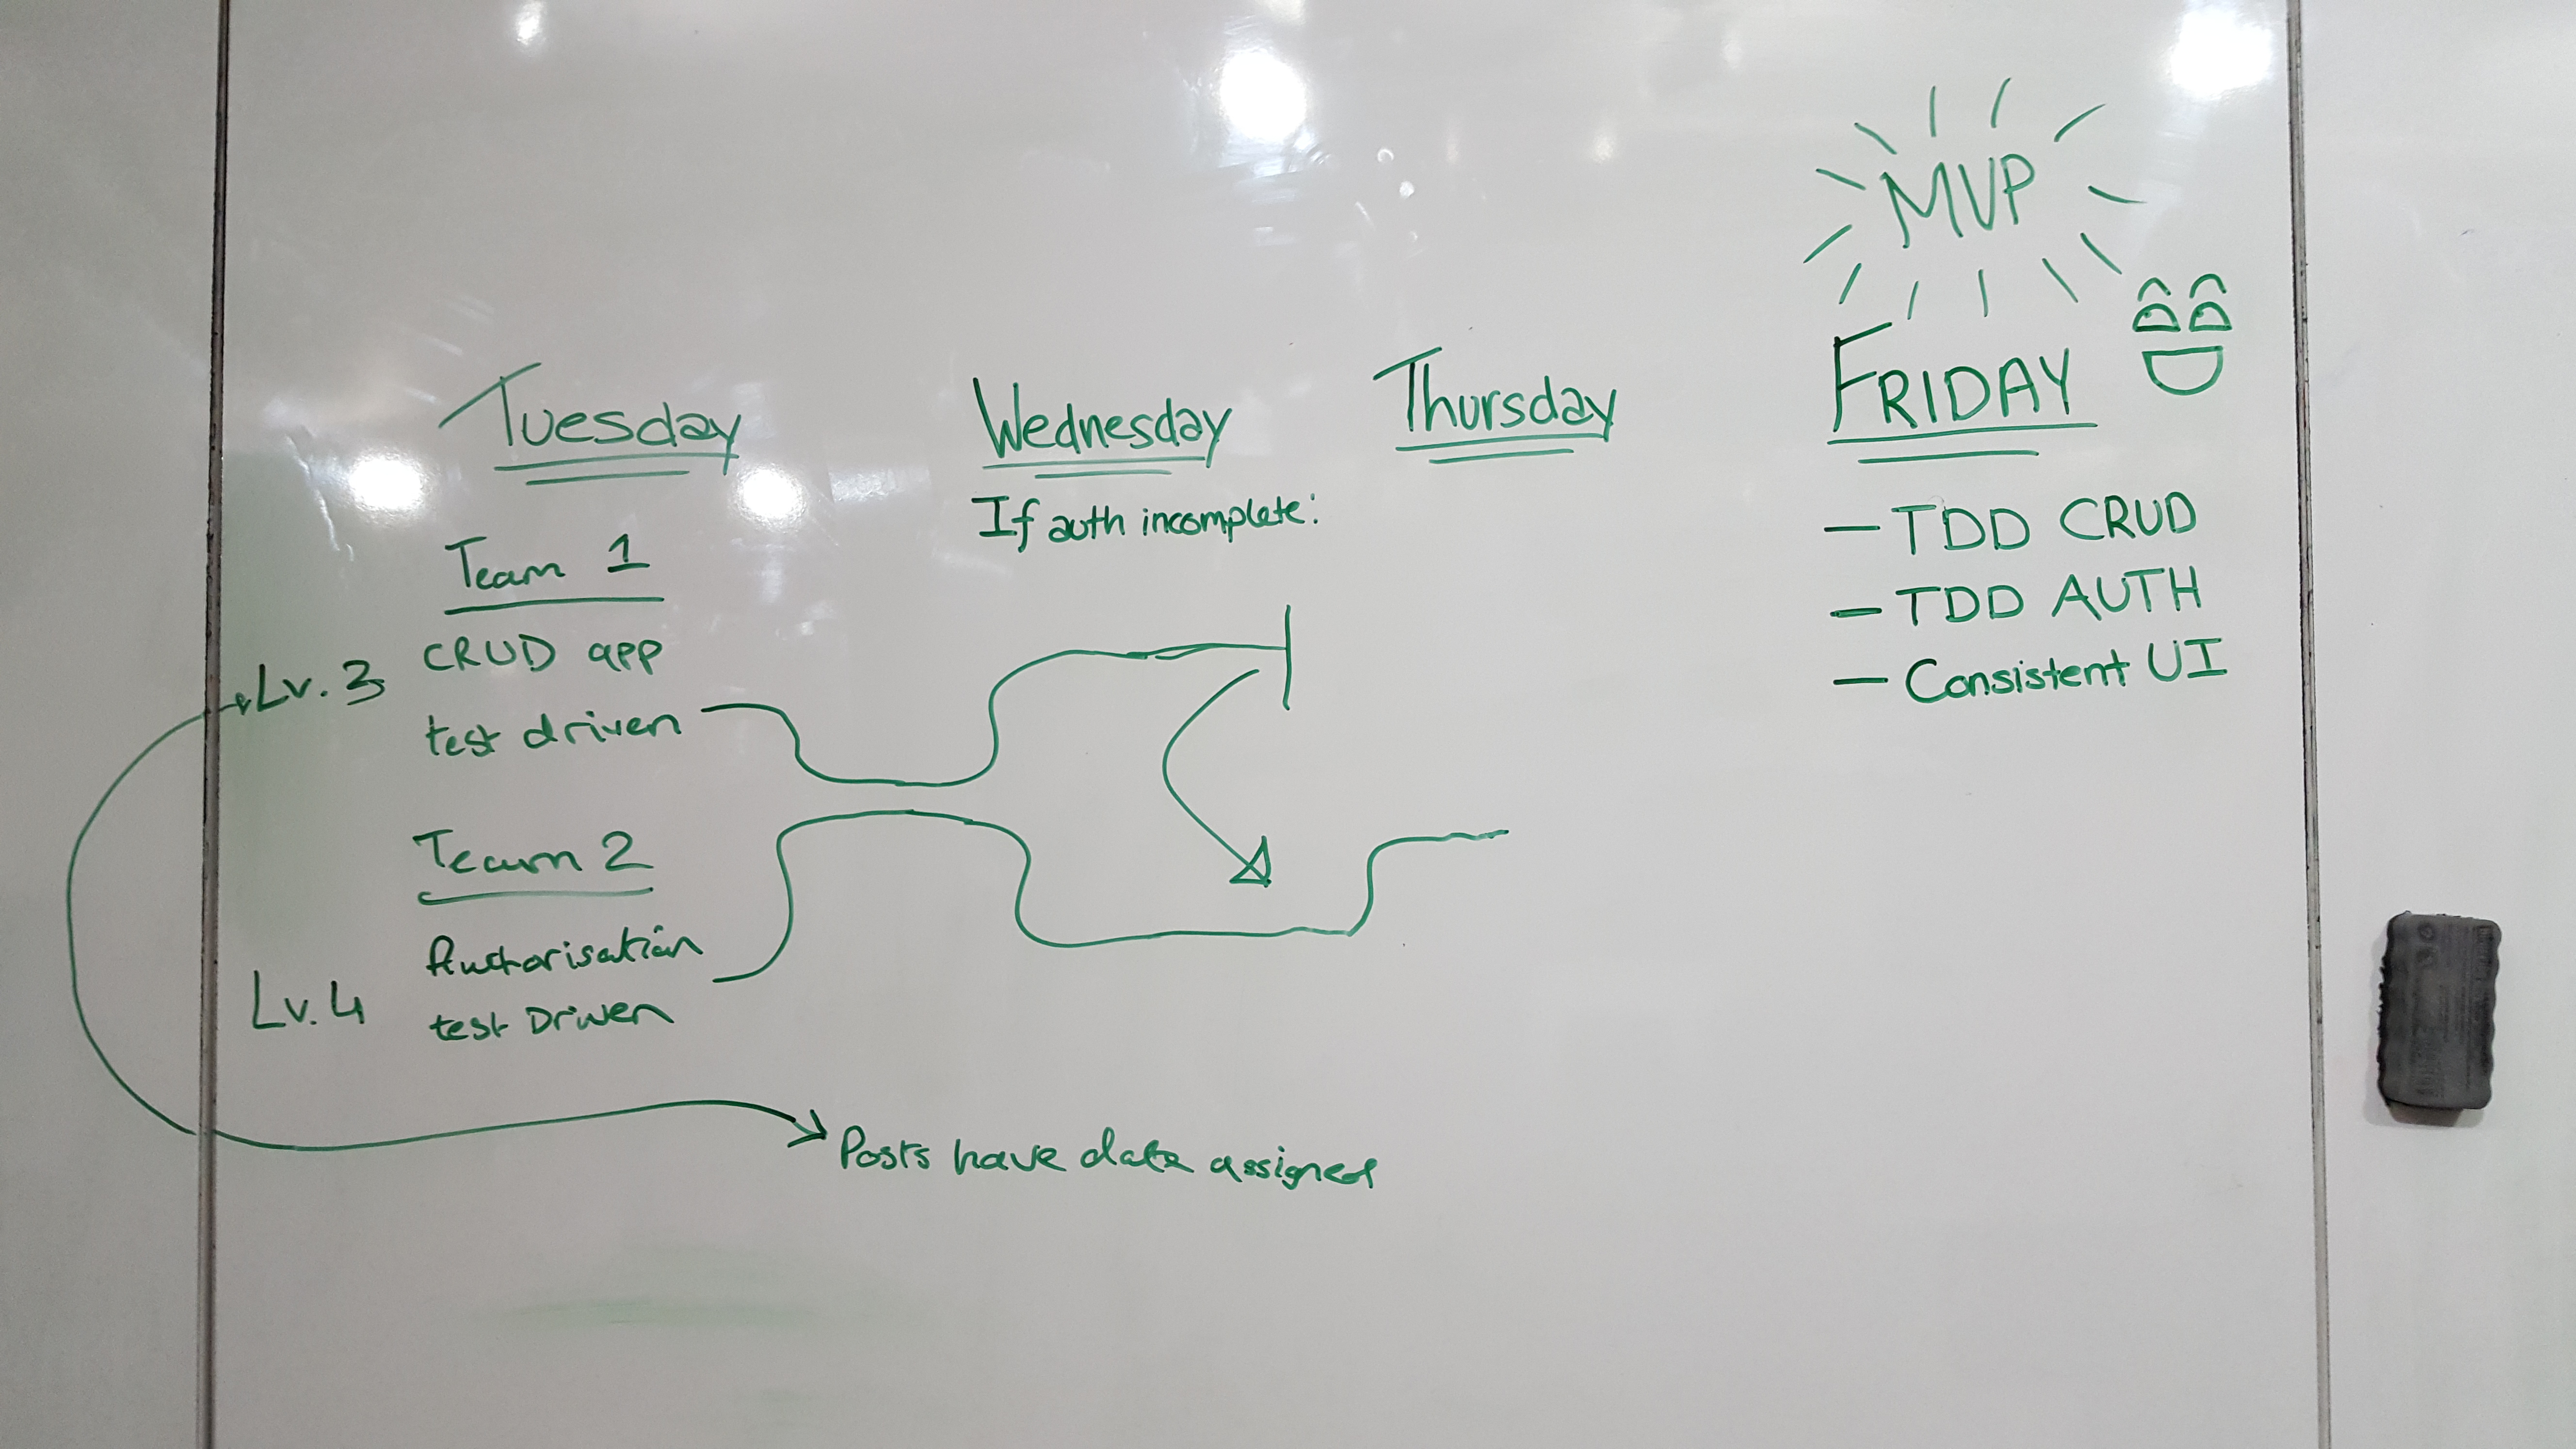 MVP
Tuesday
Wednesday
Thursday
FRIDAY
If auth incomplete:
Team 1
CRUD app
Lv. 3
test driven
Team 2
Authorisation
Lv. 4
test Driven
Posts have date assigned
— TDD CRUD
— TDD AUTH
— Consistent UI